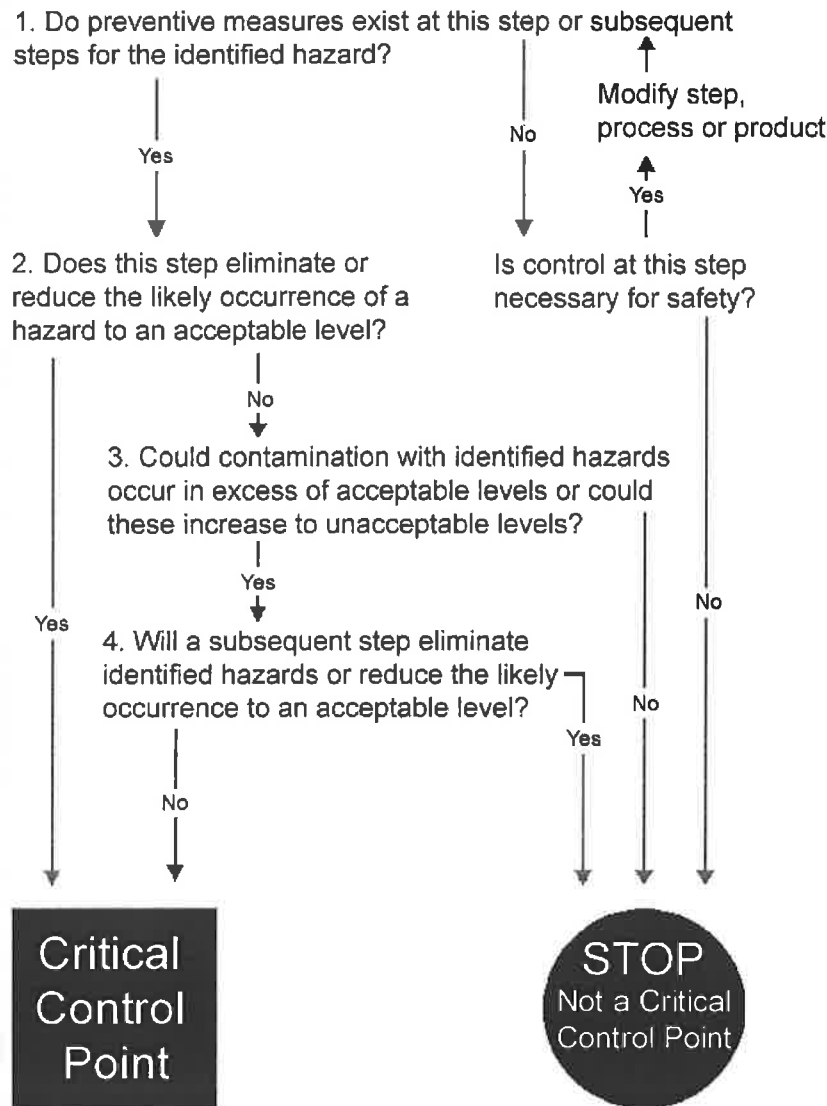 1. Do preventive measures exist at this step or subsequent
steps for the identified hazard?
Modify step,
process or product
No
Yes
Yes
2. Does this step eliminate or
reduce the likely occurrence of a
hazard to an acceptable level?
Is control at this step
necessary for safety?
No
3. Could contamination with identified hazards
occur in excess of acceptable levels or could
these increase to unacceptable levels?
Yes
No
Yes
4. Will a subsequent step eliminate
identified hazards or reduce the likely
occurrence to an acceptable level?
No
Yes
No
Critical
Control
Point
STOP
Not a Critical
Control Point